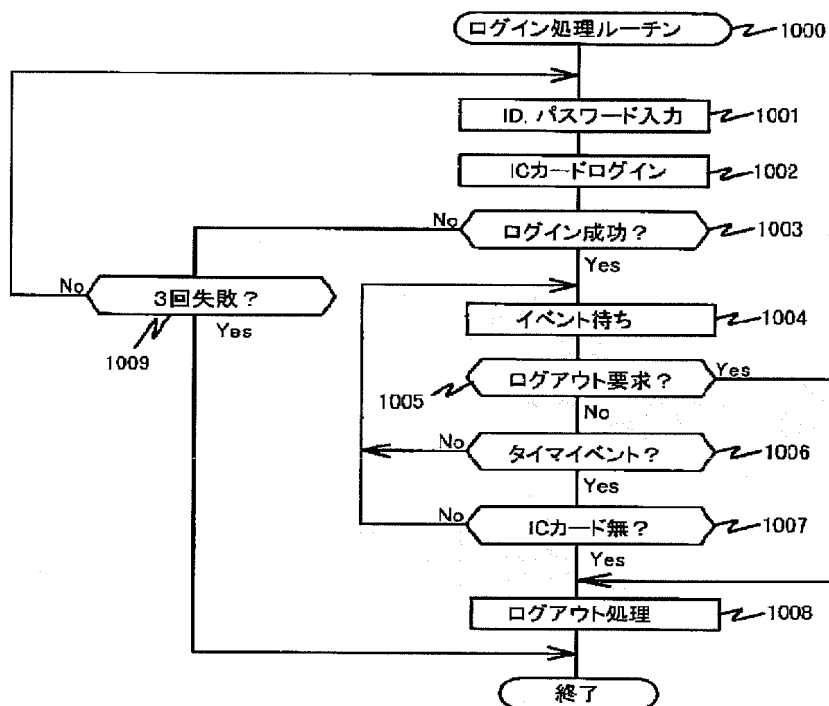 ログイン処理ルーチン
1000
ID, パスワード入力
1001
ICカードログイン
1002
No
ログイン成功?
1003
Yes
No
3回失敗?
Yes
1009
イベント待ち
1004
ログアウト要求?
Yes
1005
No
No
タイマイベント?
1006
Yes
No
ICカード無?
1007
Yes
ログアウト処理
1008
終了